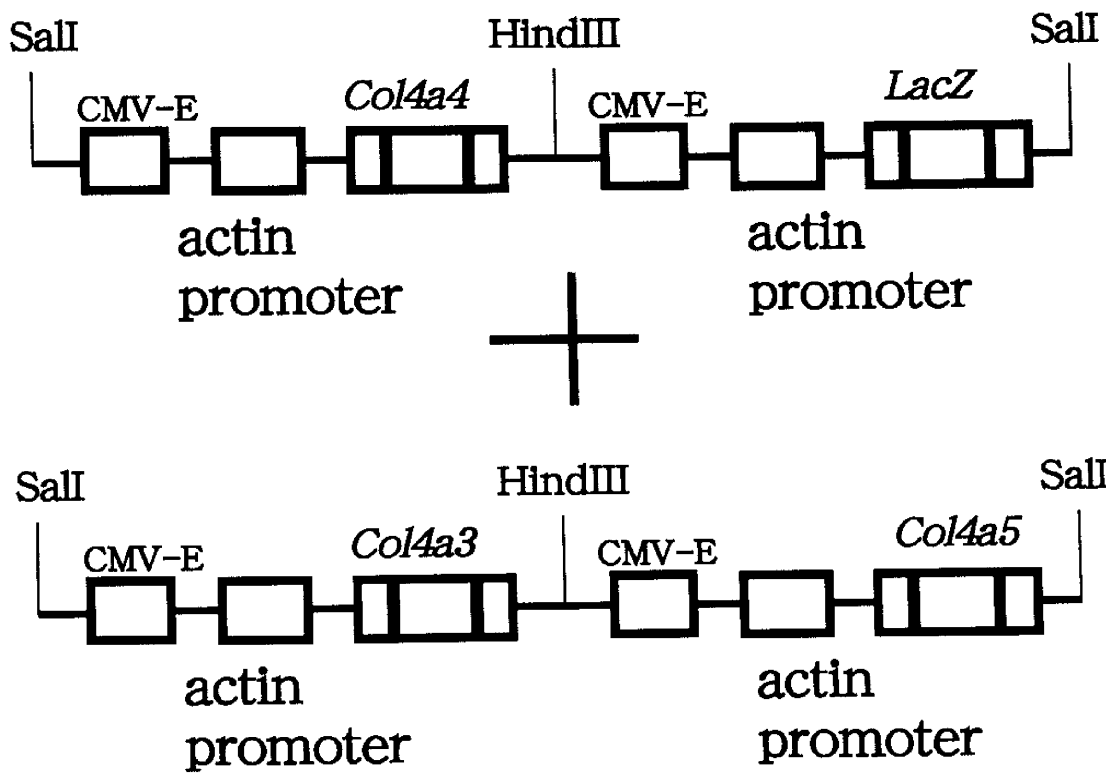 SalI HindIII SalI
CMV-E Col4a4 CMV-E LacZ
actin promoter actin promoter
SalI HindIII SalI
CMV-E Col4a3 CMV-E Col4a5
actin promoter actin promoter